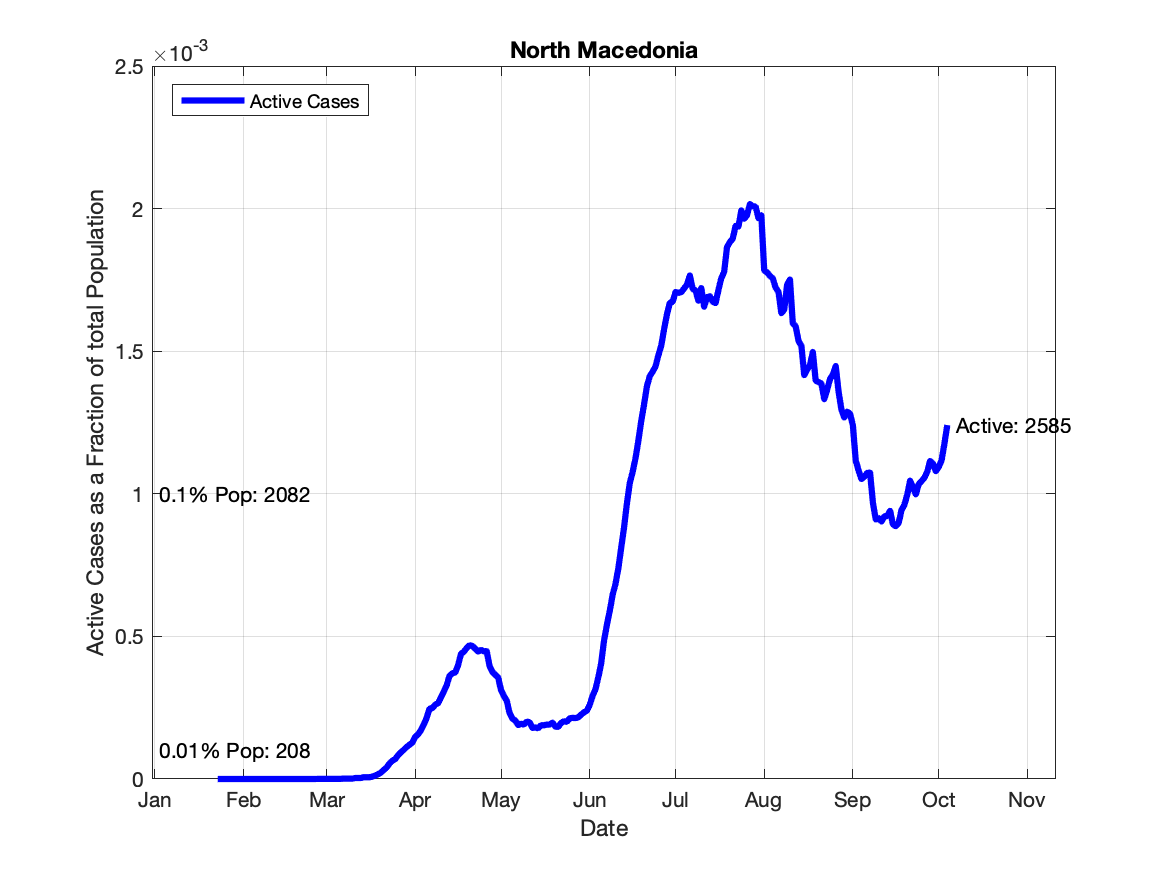 North Macedonia
×10-3
Active Cases
2.5
2
1.5
1
0.5
0
Active Cases as a Fraction of total Population
0.1% Pop: 2082
0.01% Pop: 208
Active: 2585
Jan Feb Mar Apr May Jun Jul Aug Sep Oct Nov
Date